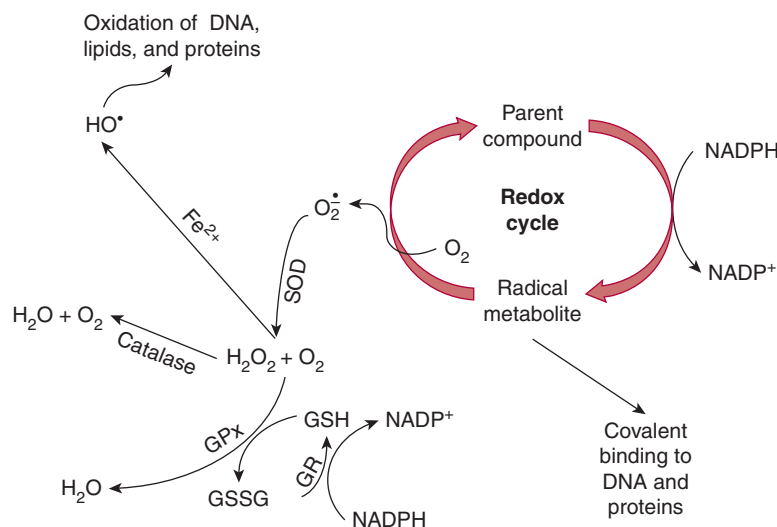 Oxidation of DNA,
lipids, and proteins
HO•
Parent
compound
NADPH
Fe²⁺
O₂•̄
Redox
cycle
O₂
NADP⁺
SOD
Radical
metabolite
H₂O + O₂
Catalase
H₂O₂ + O₂
GPx
GSH
NADP⁺
Covalent
binding to
DNA and
proteins
GR
H₂O
GSSG
NADPH